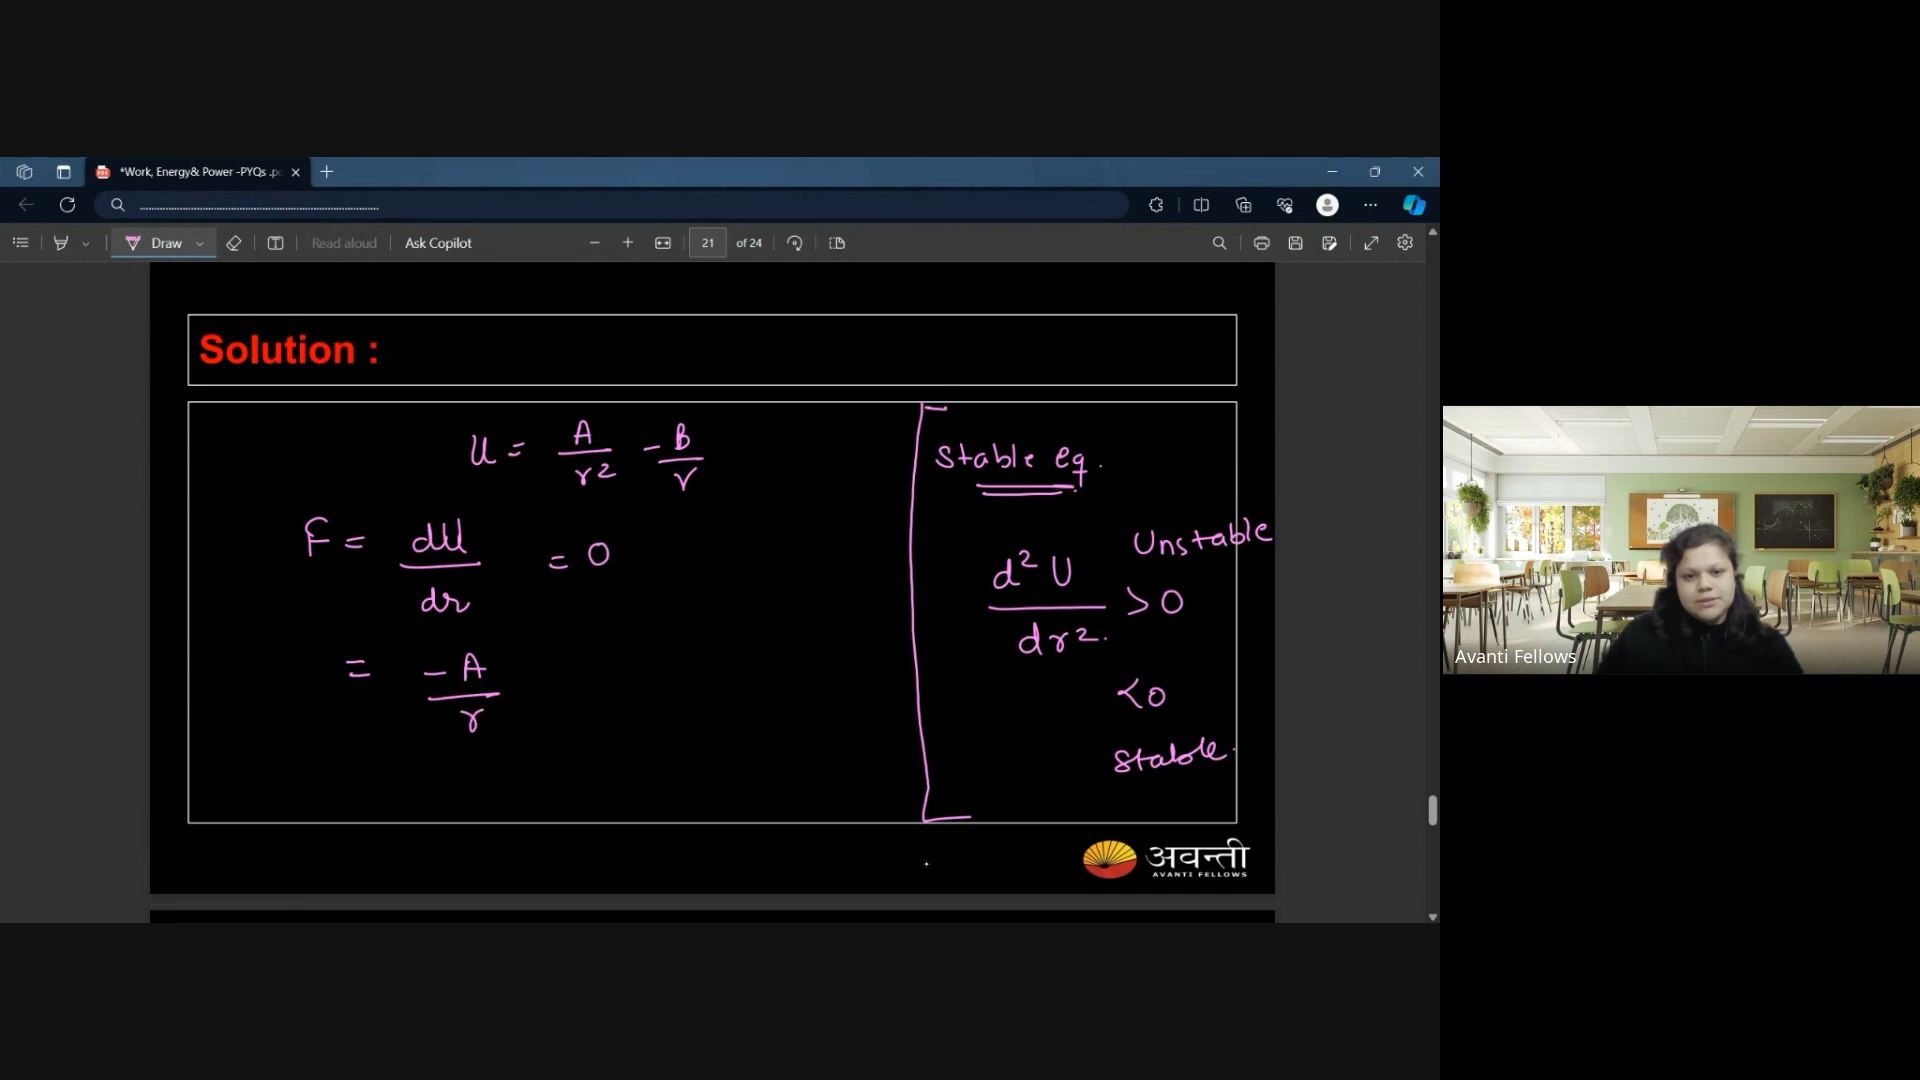 *Work, Energy& Power -PYQs .p
Draw
Read aloud
Ask Copilot
21 of 24
Solution :
U = A/r² - B/r
F = dU/dr = 0
= -A/r
Stable eq.
Unstable
d²U/dr² > 0
< 0
Stable.
अवन्ती
AVANTI FELLOWS
Avanti Fellows